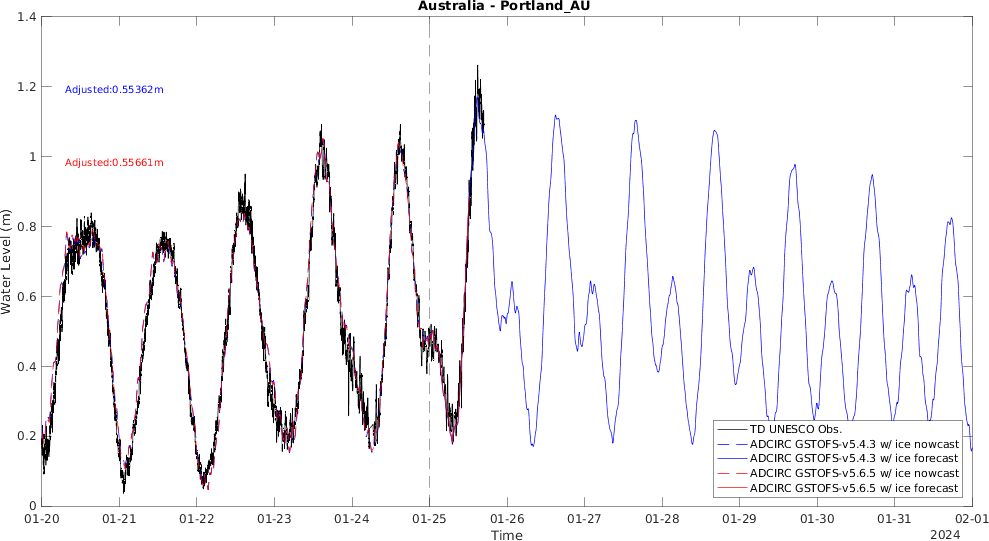 Australia - Portland_AU
1.4
1.2
1
0.8
0.6
0.4
0.2
0
Water Level (m)
Adjusted:0.55362m
Adjusted:0.55661m
TD UNESCO Obs.
ADCIRC GSTOFS-v5.4.3 w/ ice nowcast
ADCIRC GSTOFS-v5.4.3 w/ ice forecast
ADCIRC GSTOFS-v5.6.5 w/ ice nowcast
ADCIRC GSTOFS-v5.6.5 w/ ice forecast
01-20 01-21 01-22 01-23 01-24 01-25 01-26 01-27 01-28 01-29 01-30 01-31 02-01
Time
2024